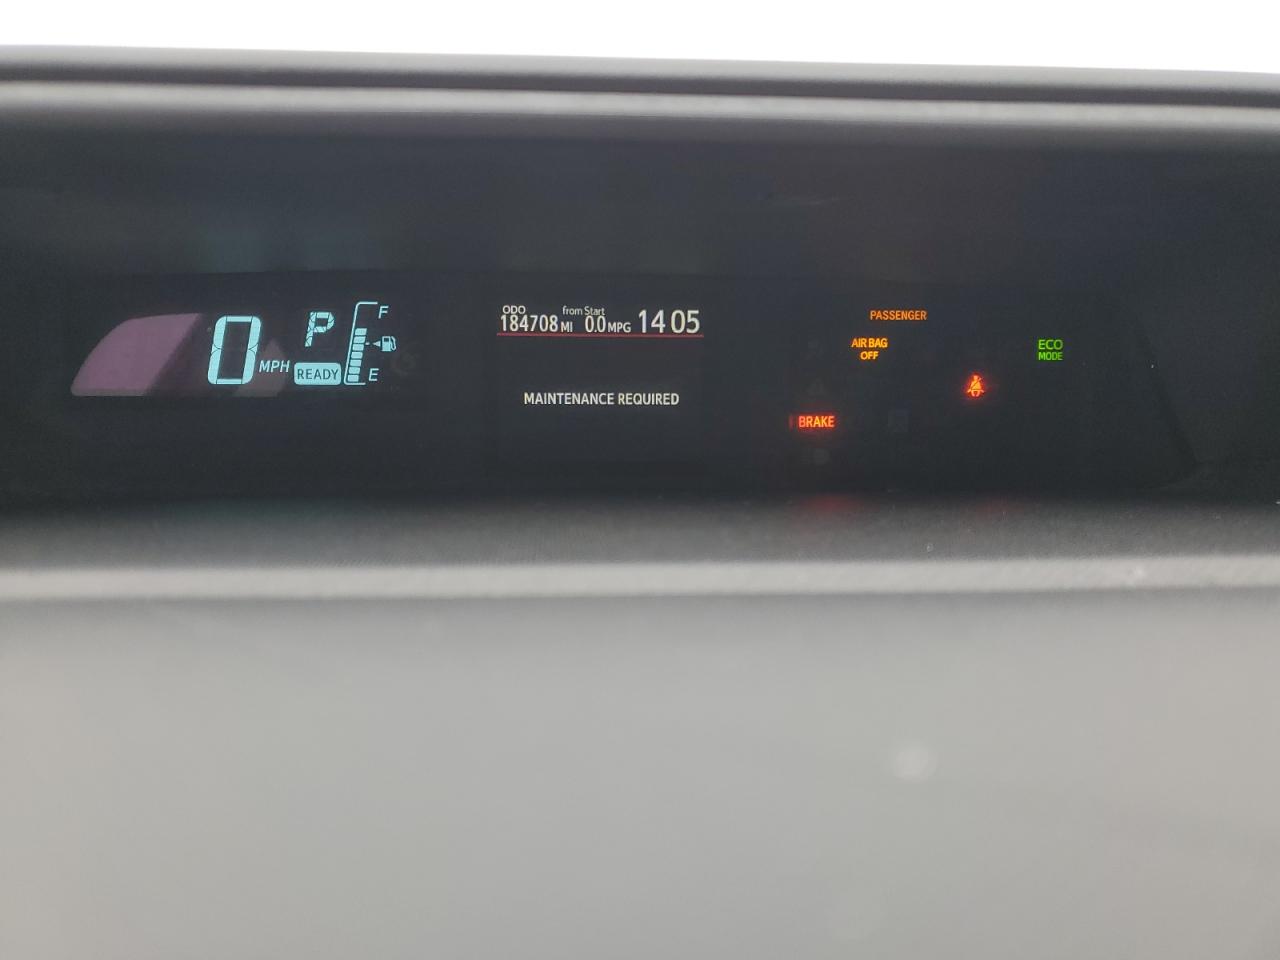 0 MPH
P
READY
F
E
ODO
184708 MI
from Start
0.0 MPG
14 05
MAINTENANCE REQUIRED
PASSENGER
AIR BAG
OFF
BRAKE
ECO
MODE